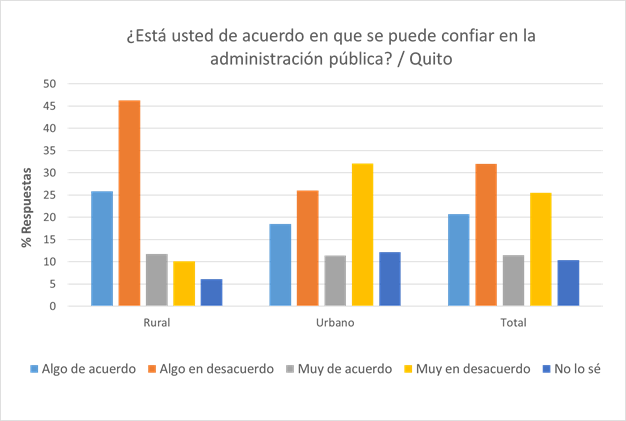 ¿Está usted de acuerdo en que se puede confiar en la
administración pública? / Quito
50
45
40
35
30
25
20
15
10
5
0
% Respuestas
Rural Urbano Total
Algo de acuerdo Algo en desacuerdo Muy de acuerdo Muy en desacuerdo No lo sé